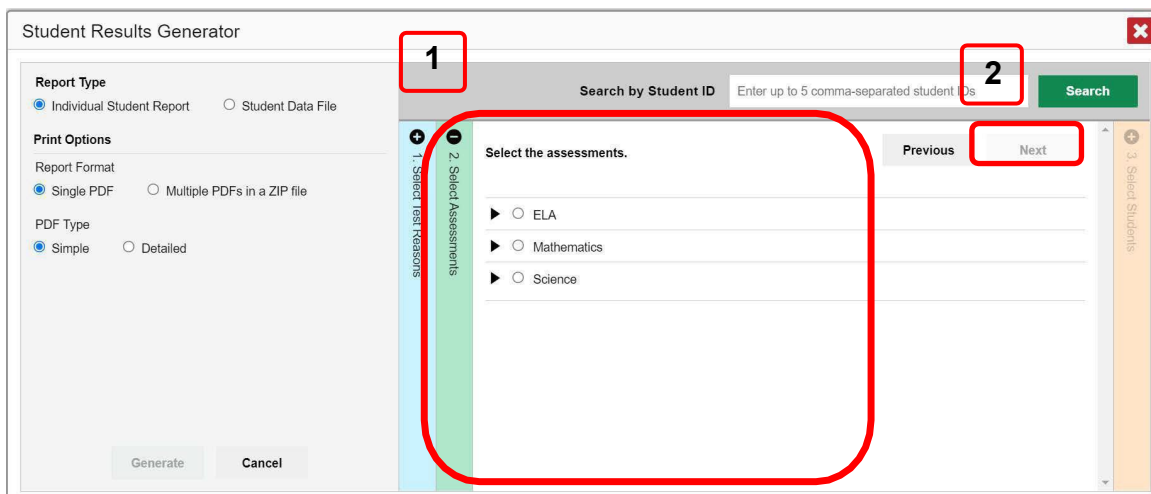 Student Results Generator
1
2
Report Type
Individual Student Report
Student Data File
Print Options
Report Format
Single PDF
Multiple PDFs in a ZIP file
PDF Type
Simple
Detailed
Generate
Cancel
Search by Student ID
Enter up to 5 comma-separated student IDs
Search
1. Select Test Reasons
2. Select Assessments
Select the assessments.
Previous
Next
ELA
Mathematics
Science
3. Select Students